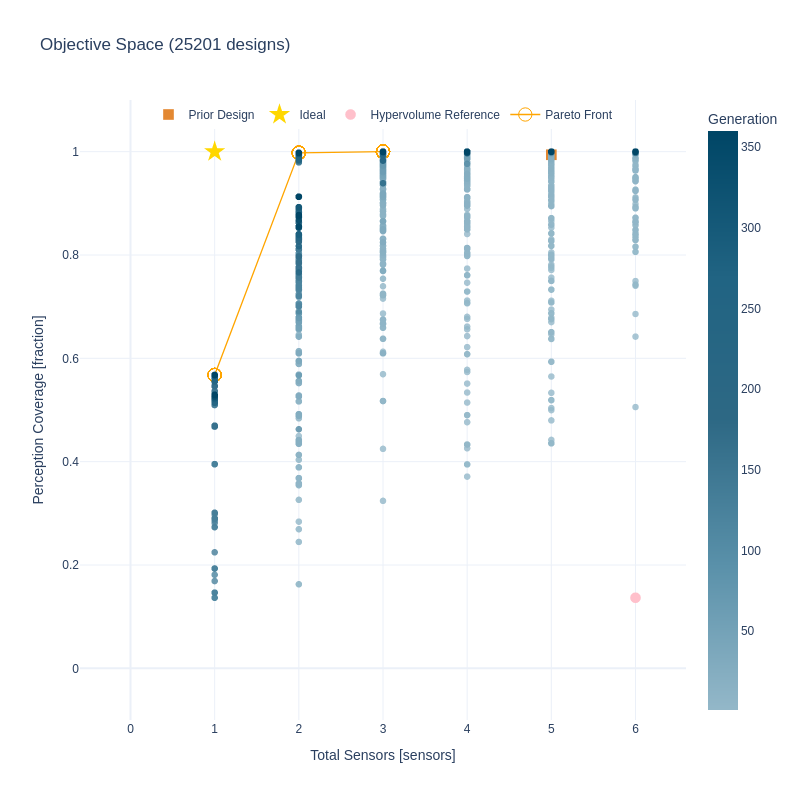 Objective Space (25201 designs)
Prior Design
Ideal
Hypervolume Reference
Pareto Front
Generation
350
300
250
200
150
100
50
Perception Coverage [fraction]
1
0.8
0.6
0.4
0.2
0
0
1
2
3
4
5
6
Total Sensors [sensors]